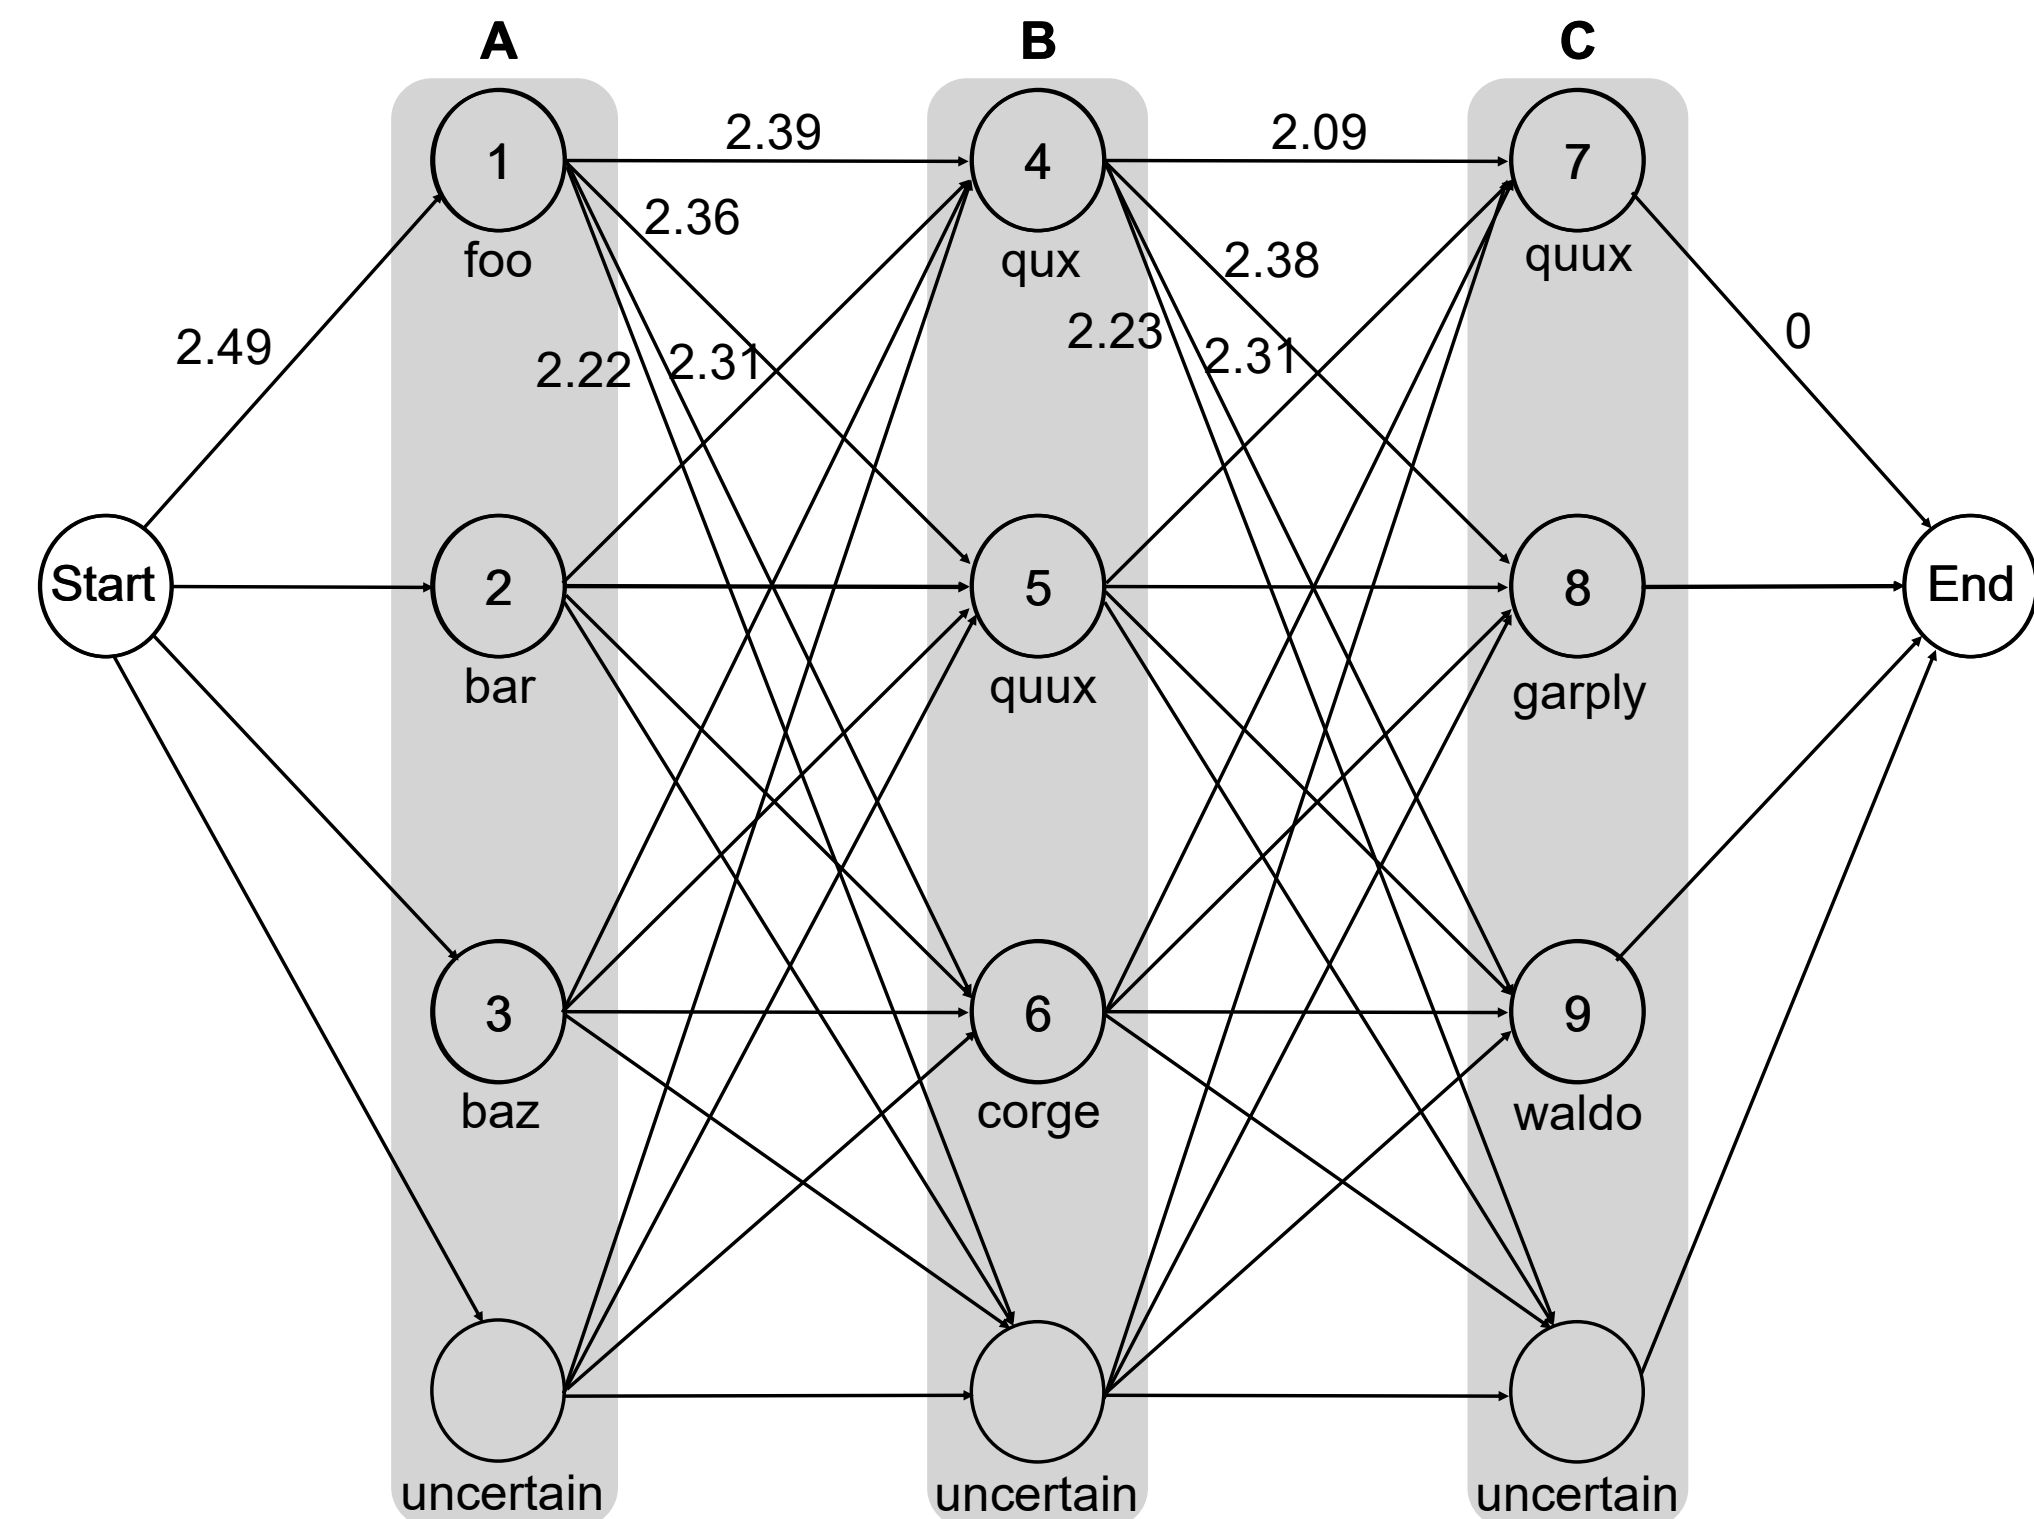 A B C
1 2.39 4 2.09 7
foo 2.36 qux 2.38 quux
2.49 2.22 2.31 2.23 2.31 0
Start 2 5 8 End
bar quux garply
3 6 9
baz corge waldo
uncertain uncertain uncertain